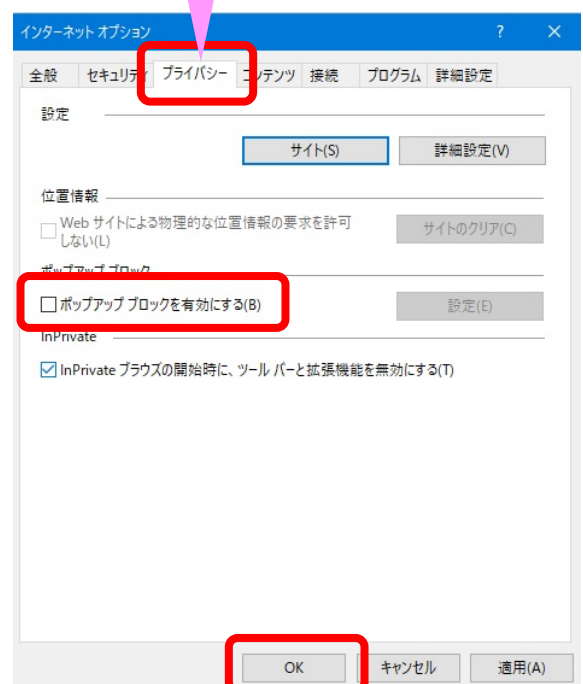 インターネット オプション
全般 セキュリティ プライバシー コンテンツ 接続 プログラム 詳細設定
設定
サイト(S) 詳細設定(V)
位置情報
Web サイトによる物理的な位置情報の要求を許可
しない(L)
サイトのクリア(C)
ポップアップ ブロック
ポップアップ ブロックを有効にする(B) 設定(E)
InPrivate
InPrivate ブラウズの開始時に、ツール バーと拡張機能を無効にする(T)
OK キャンセル 適用(A)